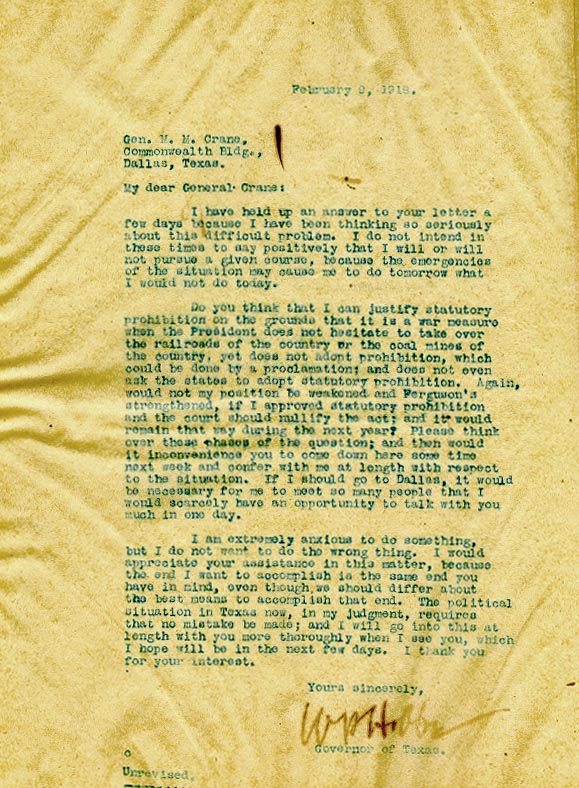 February 9, 1918.
Gen. M. M. Crane,
Commonwealth Bldg.,
Dallas, Texas.
My dear General Crane:
I have held up an answer to your letter a
few days because I have been thinking so seriously
about this difficult problem. I do not intend in
these times to say positively that I will or will
not pursue a given course, because the emergencies
of the situation may cause me to do tomorrow what
I would not do today.
Do you think that I can justify statutory
prohibition on the grounds that it is a war measure
when the President does not hesitate to take over
the railroads of the country or the coal mines of
the country, yet does not adopt prohibition, which
could be done by a proclamation; and does not even
ask the states to adopt statutory prohibition. Again,
would not my position be weakened and Ferguson's
strengthened, if I approved statutory prohibition
and the court should nullify the act; and it would
remain that way during the next year? Please think
over these phases of the question; and then would
it inconvenience you to come down here some time
next week and confer with me at length with respect
to the situation. If I should go to Dallas, it would
be necessary for me to meet so many people that I
would scarcely have an opportunity to talk with you
much in one day.
I am extremely anxious to do something,
but I do not want to do the wrong thing. I would
appreciate your assistance in this matter, because
the end I want to accomplish is the same end you
have in mind, even though we should differ about
the best means to accomplish that end. The political
situation in Texas now, in my judgment, requires
that no mistake be made; and I will go into this at
length with you more thoroughly when I see you, which
I hope will be in the next few days. I thank you
for your interest.
Yours sincerely,
W P Hobby
Governor of Texas.
o
Unrevised.